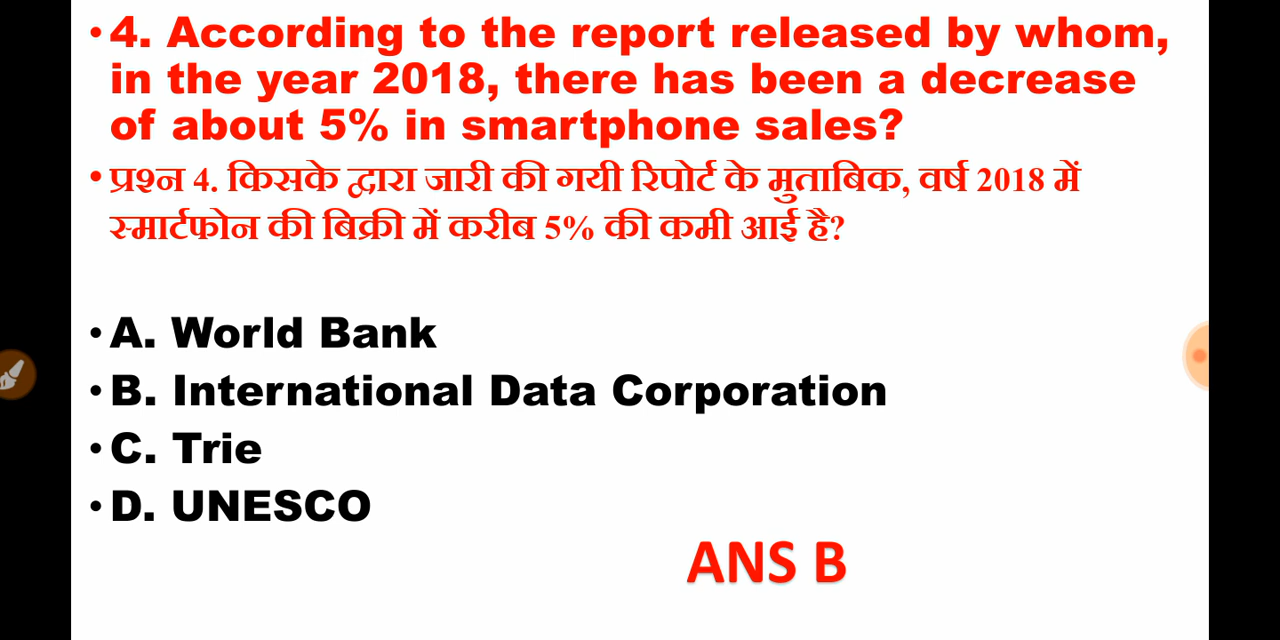 • 4. According to the report released by whom,
in the year 2018, there has been a decrease
of about 5% in smartphone sales?
• प्रश्न 4. किसके द्वारा जारी की गयी रिपोर्ट के मुताबिक, वर्ष 2018 में
स्मार्टफोन की बिक्री में करीब 5% की कमी आई है?
• A. World Bank
• B. International Data Corporation
• C. Trie
• D. UNESCO
ANS B